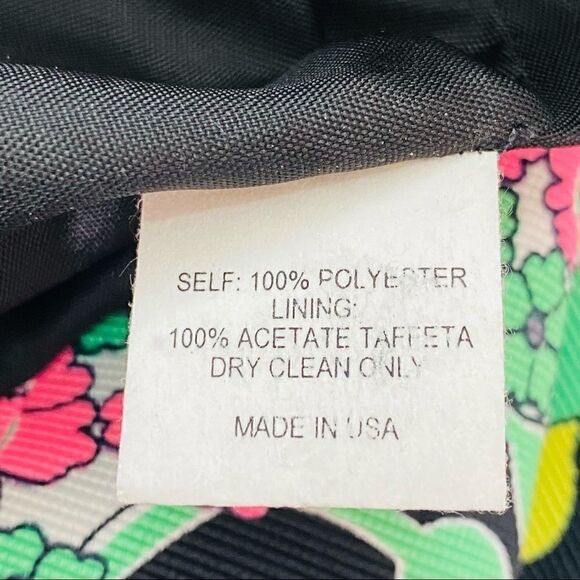 SELF: 100% POLYESTER
LINING:
100% ACETATE TAFFETA
DRY CLEAN ONLY
MADE IN USA